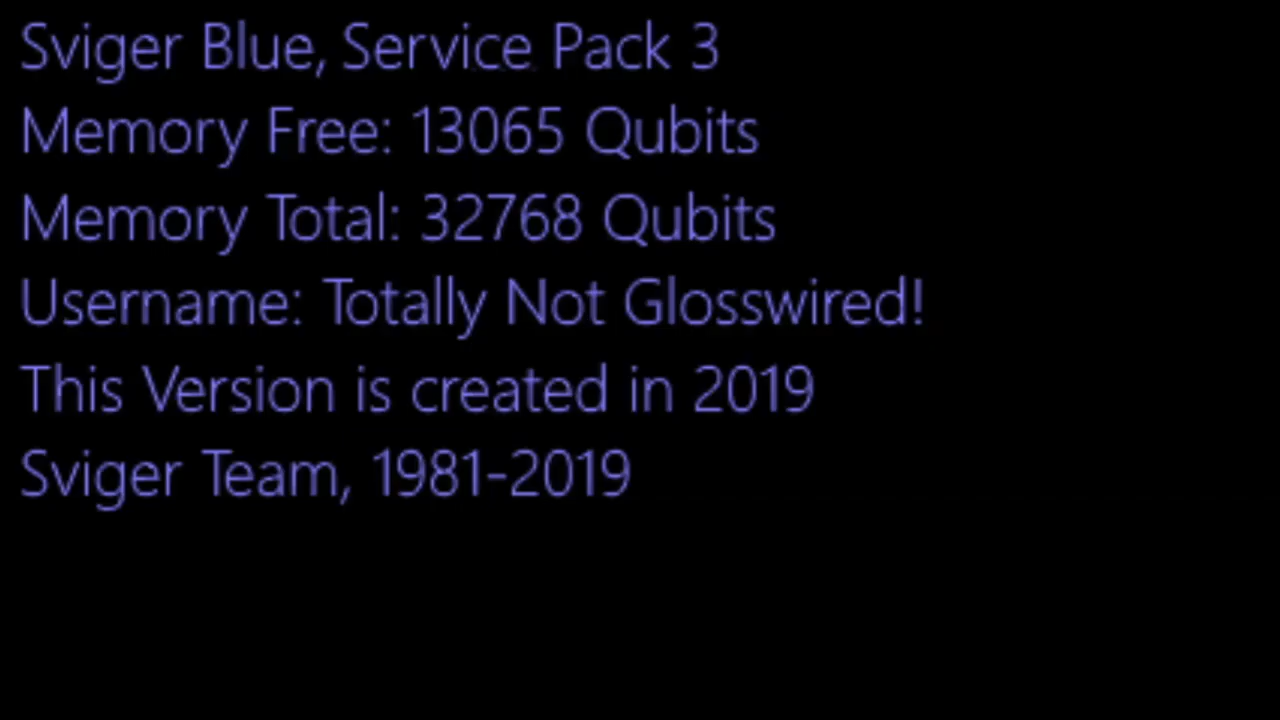 Sviger Blue, Service Pack 3
Memory Free: 13065 Qubits
Memory Total: 32768 Qubits
Username: Totally Not Glosswired!
This Version is created in 2019
Sviger Team, 1981-2019